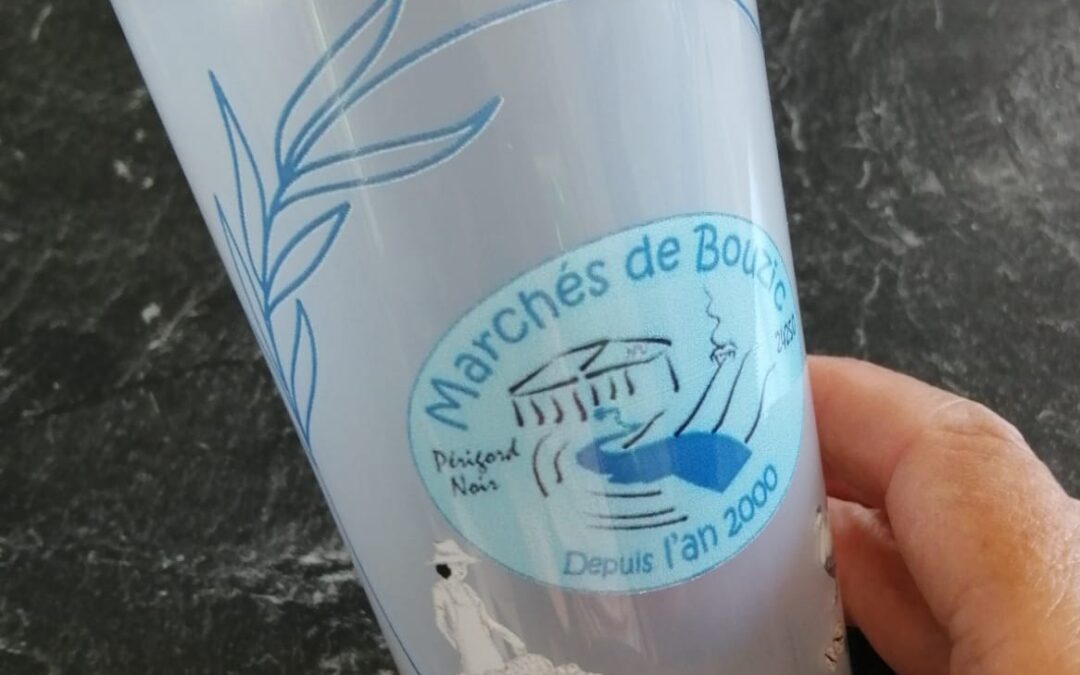 Marchés de Bouzic
24250
Périgord
Noir
Depuis l'an 2000